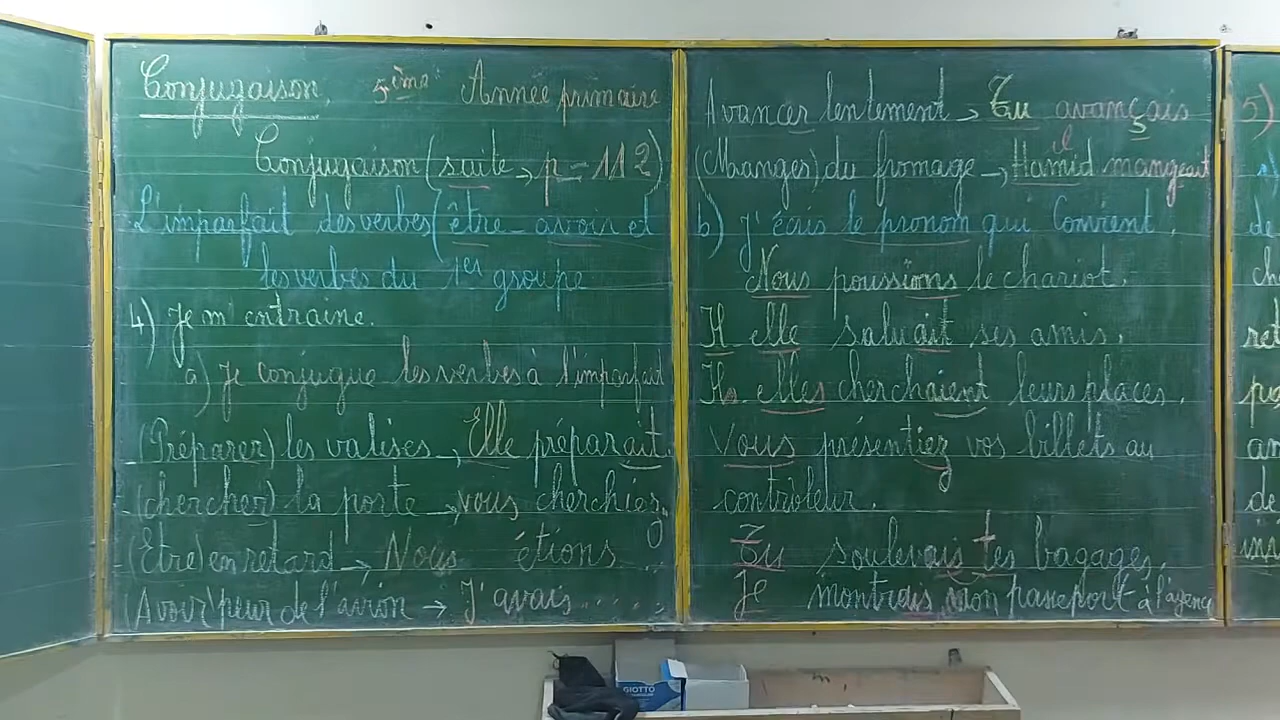 Conjugaison, 5ème Année primaire
Conjugaison (suite → p = 112)
L'imparfait des verbes (être - avoir et
les verbes du 1er groupe
4) Je m'entraine.
a) je conjugue les verbes à l'imparfait
(Préparer) les valises → Elle préparait.
(chercher) la porte → vous cherchiez.
(Etre) en retard → Nous étions ...
(Avoir) peur de l'avion → J'avais ......
Avancer lentement → Tu avançais
ç
il
(Manger) du fromage → Hamid mangeait
b) j'écris le pronom qui convient.
Nous poussions le chariot.
Il - elle saluait ses amis.
Ils - elles cherchaient leurs places.
Vous présentiez vos billets au
contrôleur.
Tu soulevais tes bagages.
Je montrais mon passeport à l'agence
5)
GIOTTO